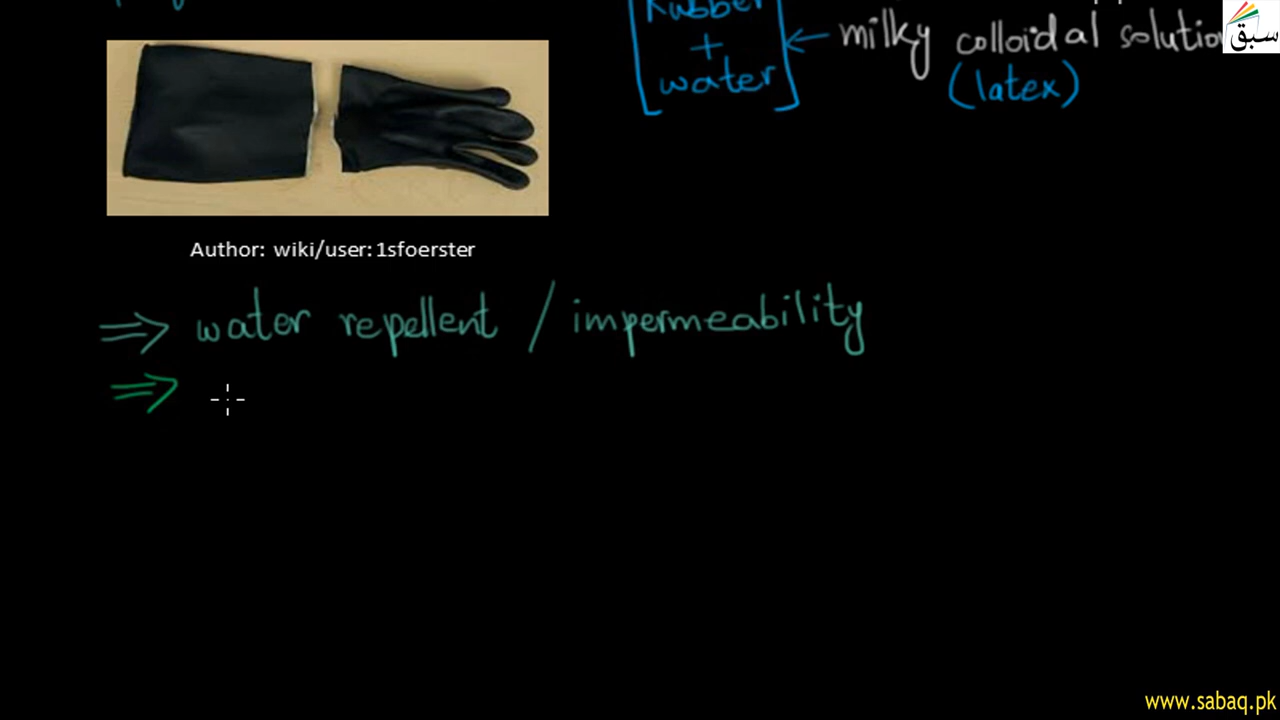 Rubber
+
water
← milky colloidal solution
(latex)
سبق
Author: wiki/user:1sfoerster
⇒ water repellent / impermeability
⇒
www.sabaq.pk